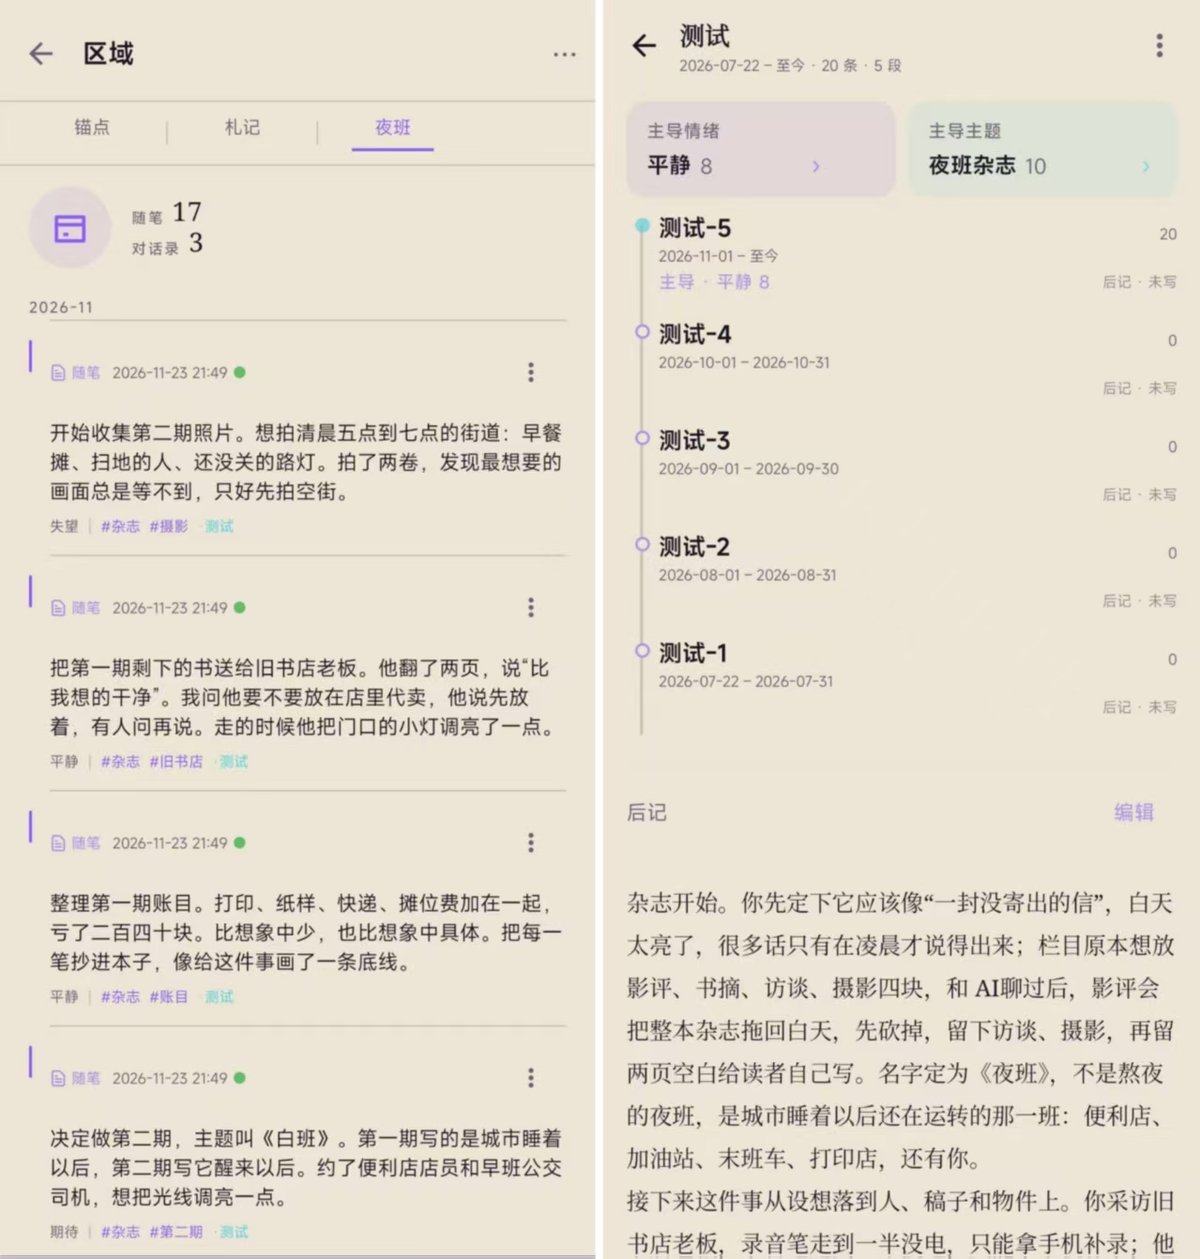 区域
锚点
札记
夜班
随笔 17
对话录 3
2026-11
随笔 2026-11-23 21:49
开始收集第二期照片。想拍清晨五点到七点的街道：早餐
摊、扫地的人、还没关的路灯。拍了两卷，发现最想要的
画面总是等不到，只好先拍空街。
失望 | #杂志 #摄影 ·测试
随笔 2026-11-23 21:49
把第一期剩下的书送给旧书店老板。他翻了两页，说“比
我想的干净”。我问他要不要放在店里代卖，他说先放
着，有人问再说。走的时候他把门口的小灯调亮了一点。
平静 | #杂志 #旧书店 ·测试
随笔 2026-11-23 21:49
整理第一期账目。打印、纸样、快递、摊位费加在一起，
亏了二百四十块。比想象中少，也比想象中具体。把每一
笔抄进本子，像给这件事画了一条底线。
平静 | #杂志 #账目 ·测试
随笔 2026-11-23 21:49
决定做第二期，主题叫《白班》。第一期写的是城市睡着
以后，第二期写它醒来以后。约了便利店店员和早班公交
司机，想把光线调亮一点。
期待 | #杂志 #第二期 ·测试
测试
2026-07-22 – 至今 · 20 条 · 5 段
主导情绪
平静 8
主导主题
夜班杂志 10
测试-5
20
2026-11-01 – 至今
主导 · 平静 8
后记 · 未写
测试-4
0
2026-10-01 – 2026-10-31
后记 · 未写
测试-3
0
2026-09-01 – 2026-09-30
后记 · 未写
测试-2
0
2026-08-01 – 2026-08-31
后记 · 未写
测试-1
0
2026-07-22 – 2026-07-31
后记 · 未写
后记
编辑
杂志开始。你先定下它应该像“一封没寄出的信”，白天
太亮了，很多话只有在凌晨才说得出来；栏目原本想放
影评、书摘、访谈、摄影四块，和 AI聊过后，影评会
把整本杂志拖回白天，先砍掉，留下访谈、摄影，再留
两页空白给读者自己写。名字定为《夜班》，不是熬夜
的夜班，是城市睡着以后还在运转的那一班：便利店、
加油站、末班车、打印店，还有你。
接下来这件事从设想落到人、稿子和物件上。你采访旧
书店老板，录音笔走到一半没电，只能拿手机补录；他